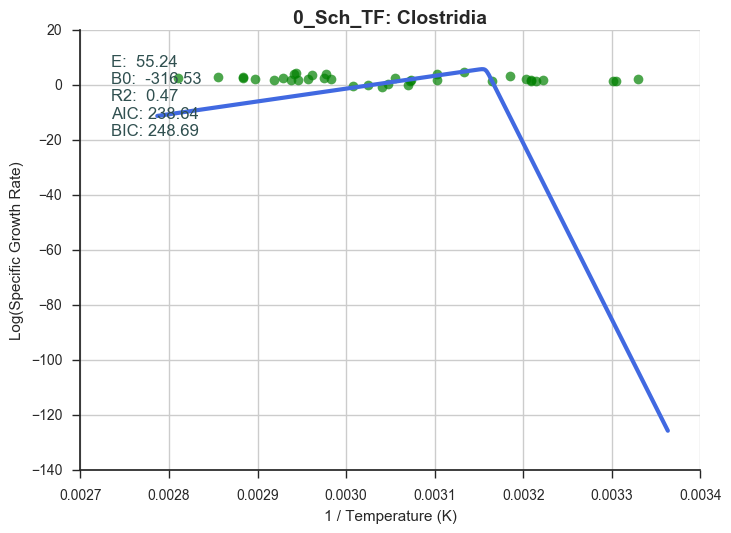 0_Sch_TF: Clostridia
E:  55.24
B0:  -316.53
R2:  0.47
AIC: 238.64
BIC: 248.69
20
0
−20
−40
−60
−80
−100
−120
−140
Log(Specific Growth Rate)
0.0027 0.0028 0.0029 0.0030 0.0031 0.0032 0.0033 0.0034
1 / Temperature (K)